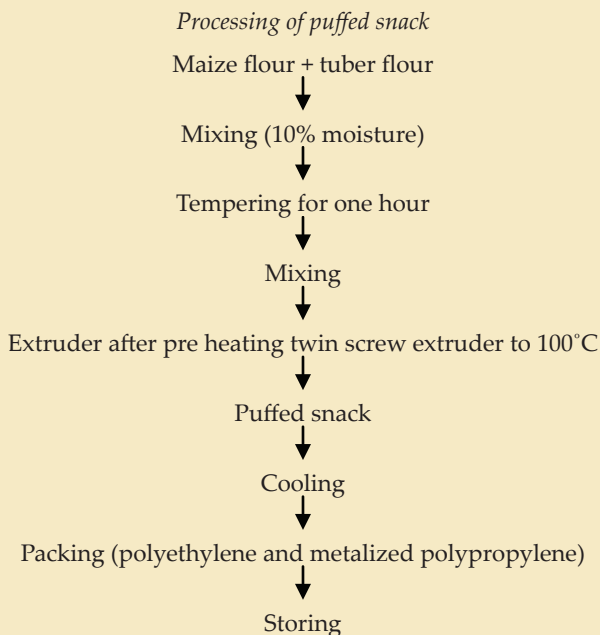 Processing of puffed snack
Maize flour + tuber flour
Mixing (10% moisture)
Tempering for one hour
Mixing
Extruder after pre heating twin screw extruder to 100°C
Puffed snack
Cooling
Packing (polyethylene and metalized polypropylene)
Storing